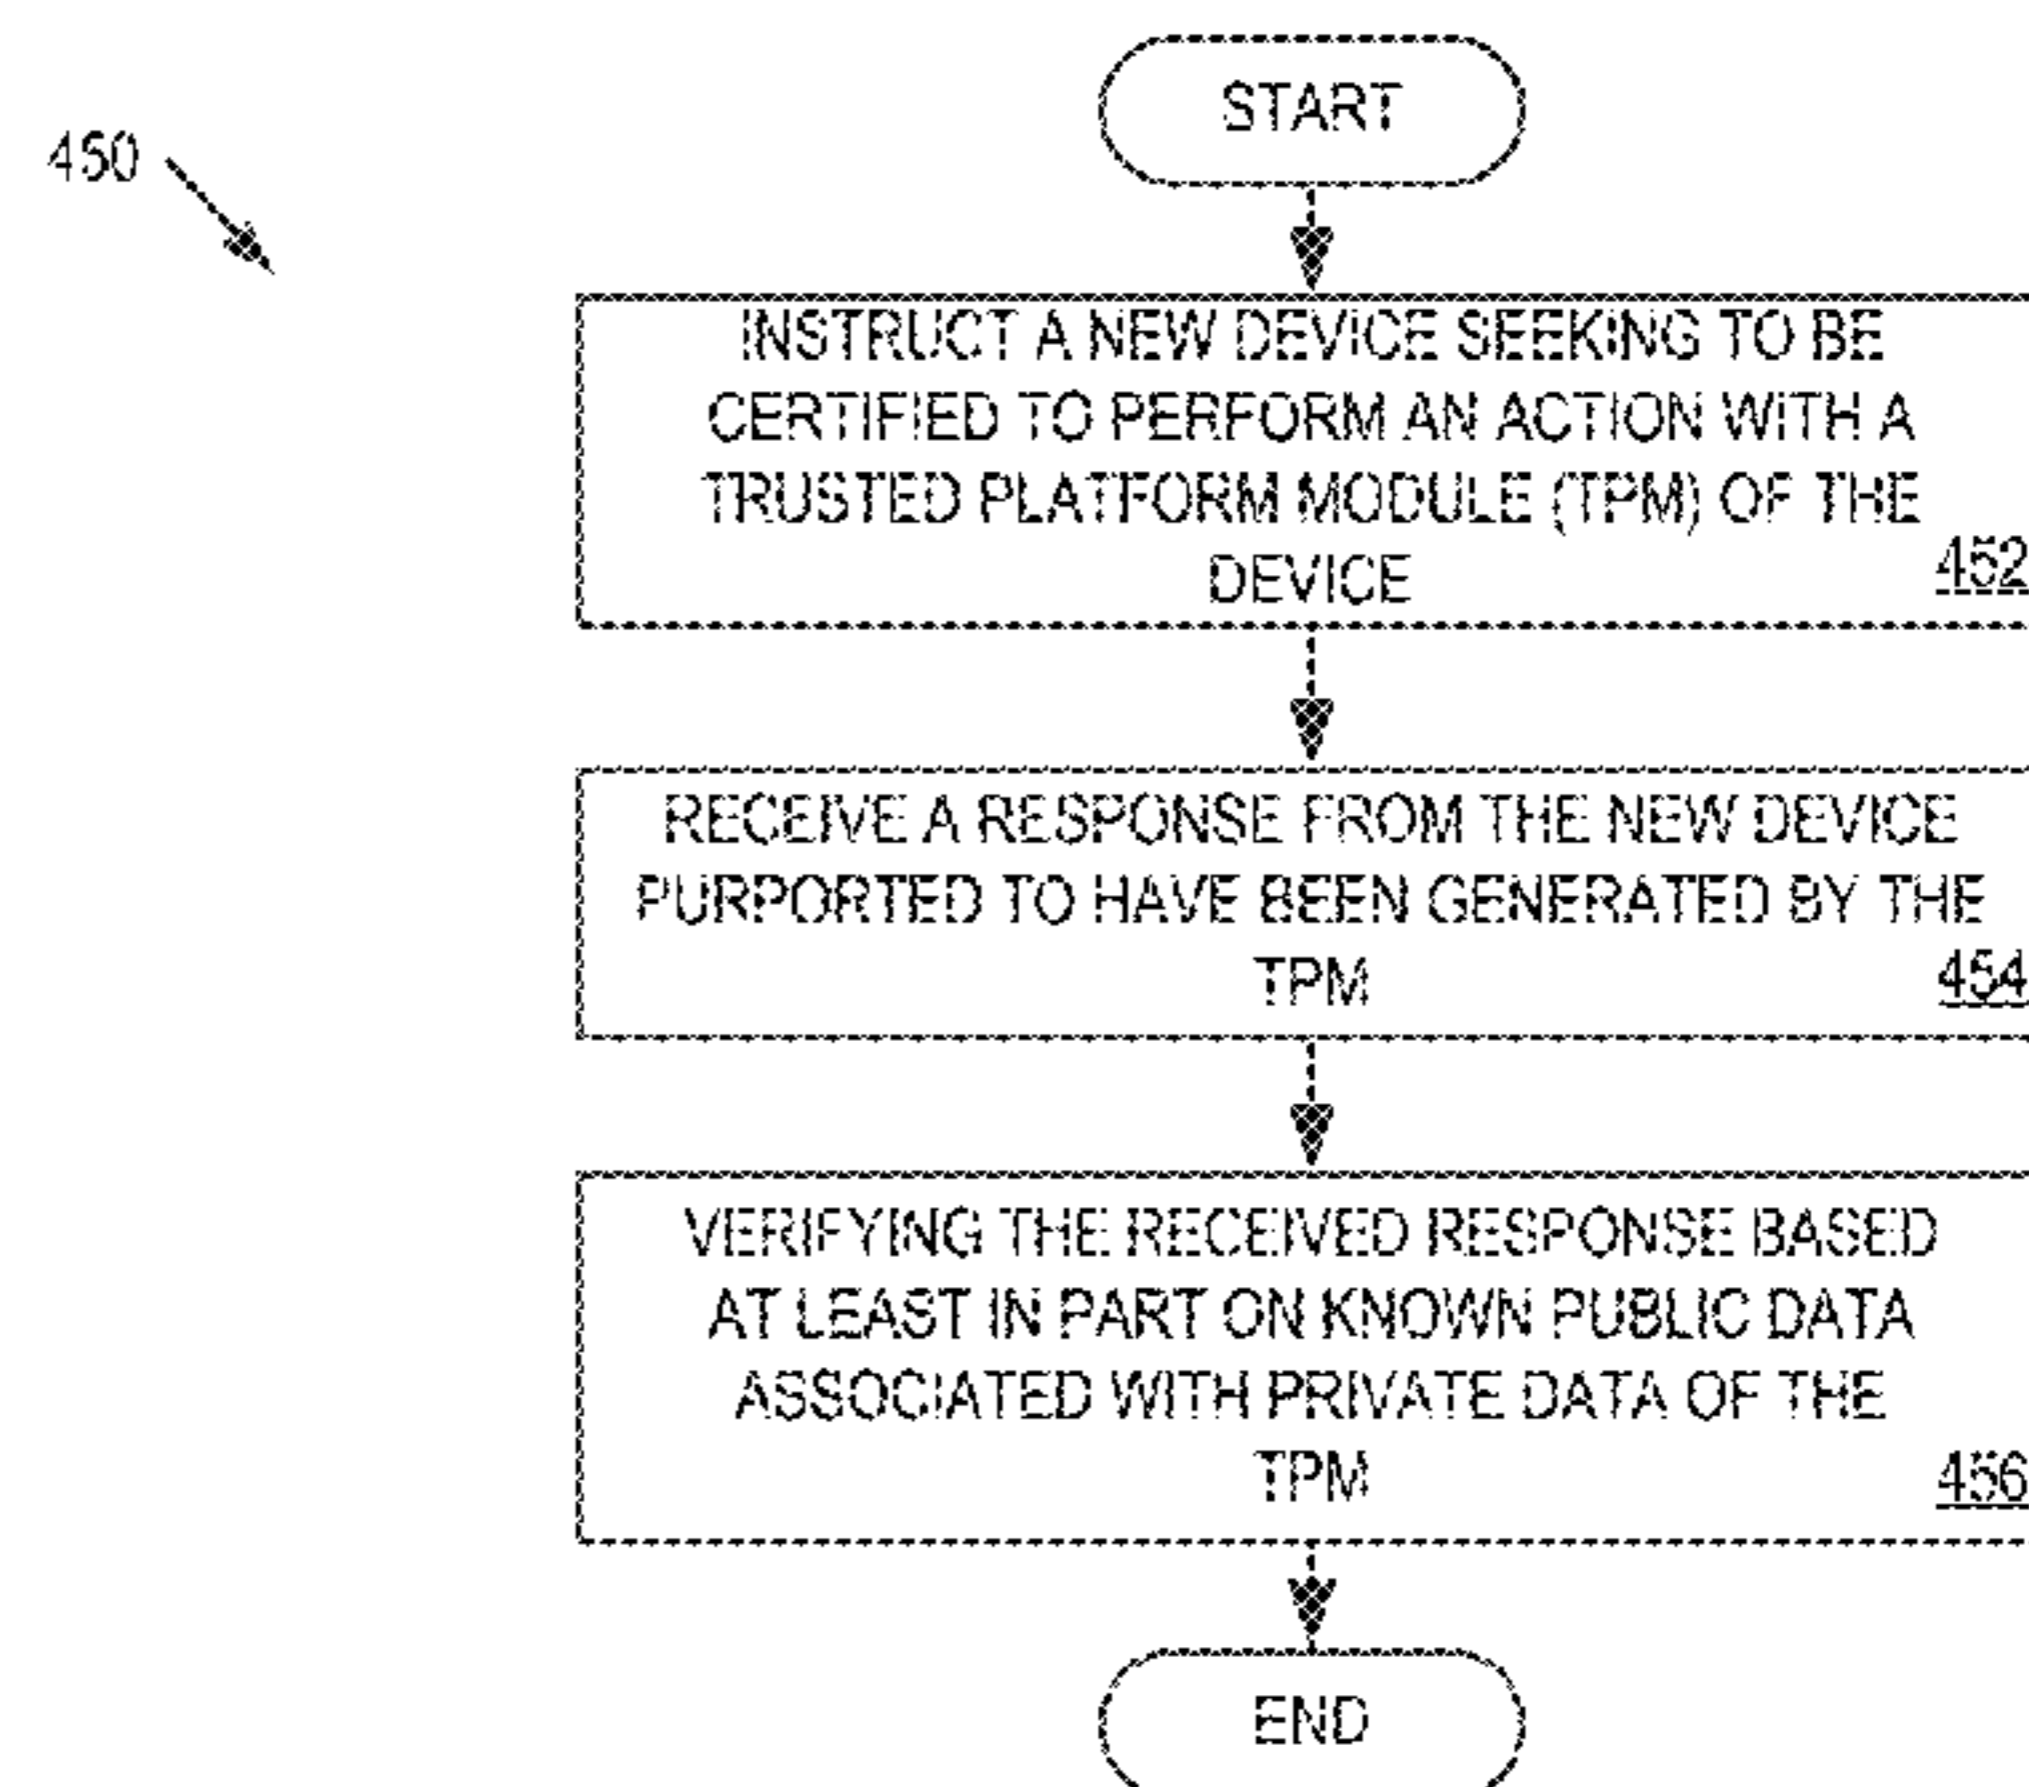 START
450
INSTRUCT A NEW DEVICE SEEKING TO BE
CERTIFIED TO PERFORM AN ACTION WITH A
TRUSTED PLATFORM MODULE (TPM) OF THE
DEVICE
452
RECEIVE A RESPONSE FROM THE NEW DEVICE
PURPORTED TO HAVE BEEN GENERATED BY THE
TPM
454
VERIFYING THE RECEIVED RESPONSE BASED
AT LEAST IN PART ON KNOWN PUBLIC DATA
ASSOCIATED WITH PRIVATE DATA OF THE
TPM
456
END